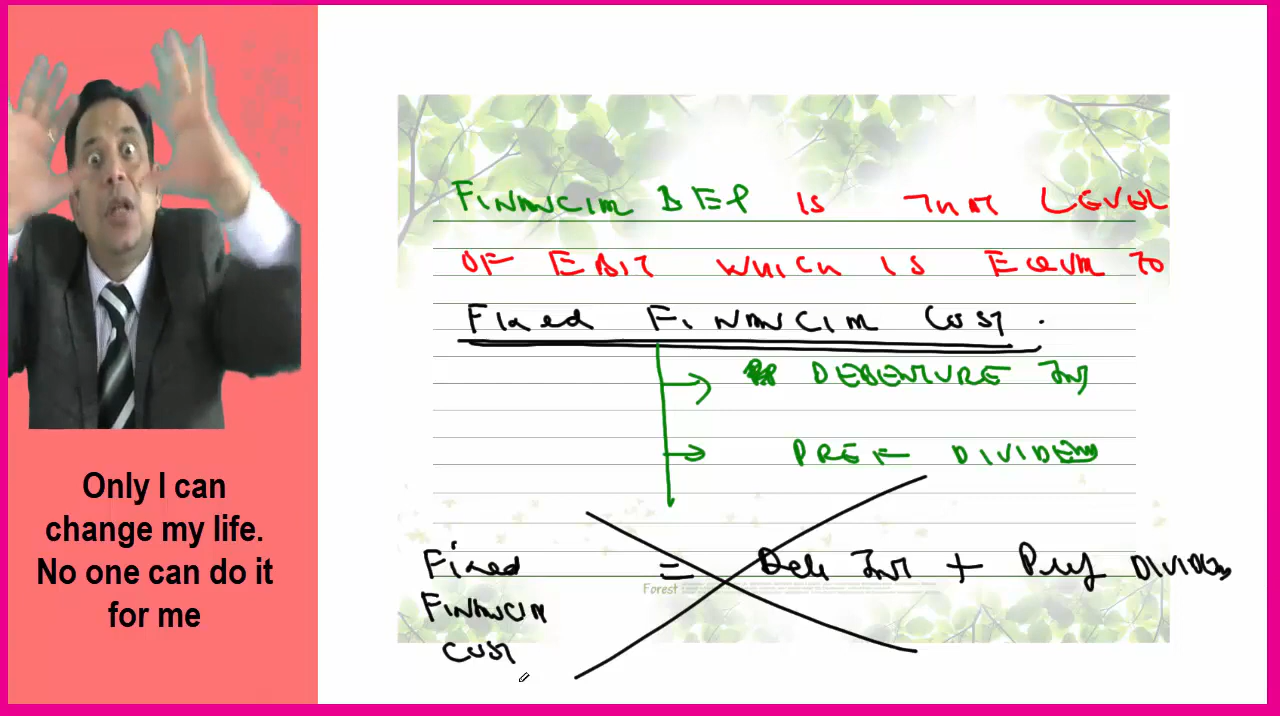 FINANCIAL BEP IS THAT LEVEL
OF EBIT WHICH IS EQUAL TO
Fixed FINANCIAL COST.
DEBENTURE Int
PREF DIVIDEND
Fixed = Deb Int + Pref DIVIDEND
FINANCIAL
COST
Forest
Only I can
change my life.
No one can do it
for me